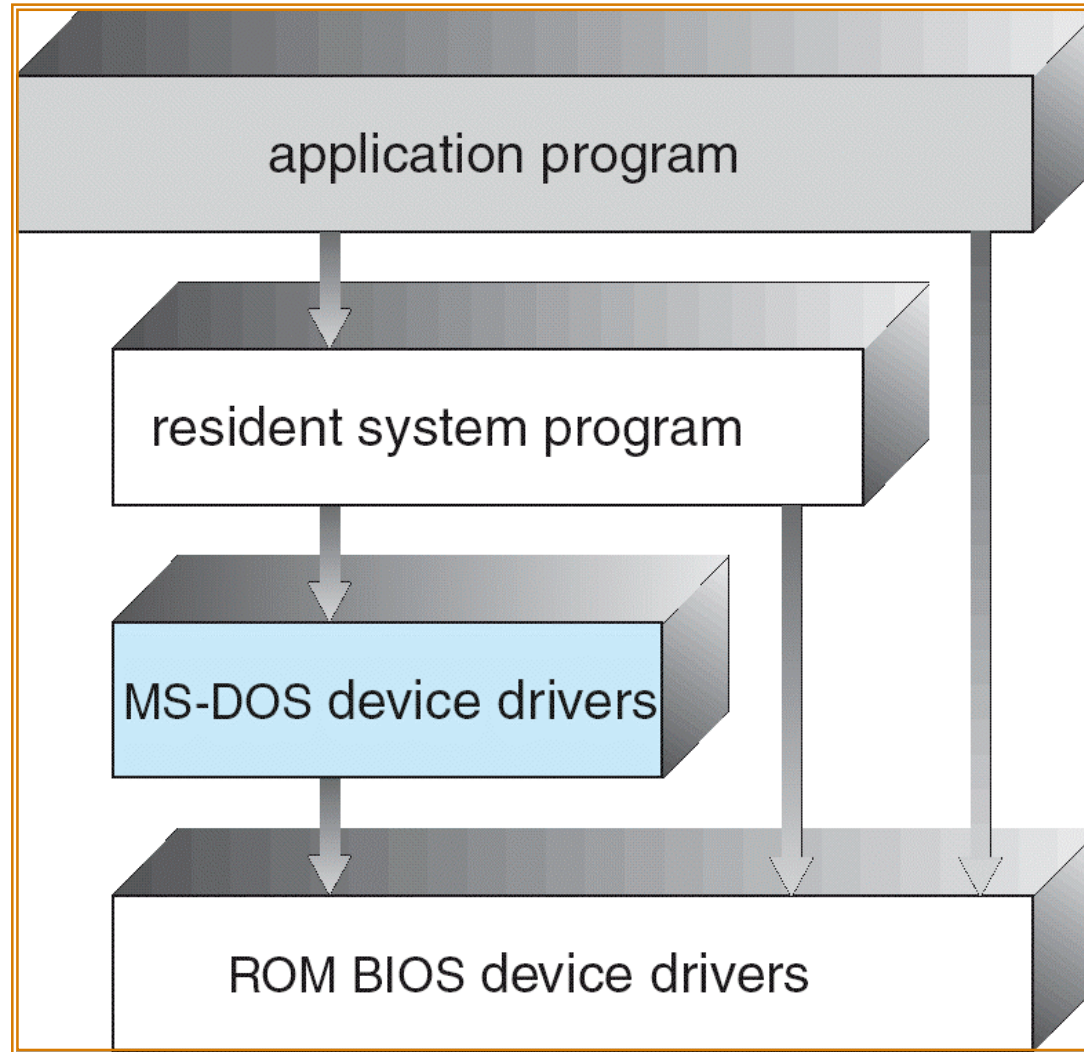 application program
resident system program
MS-DOS device drivers
ROM BIOS device drivers